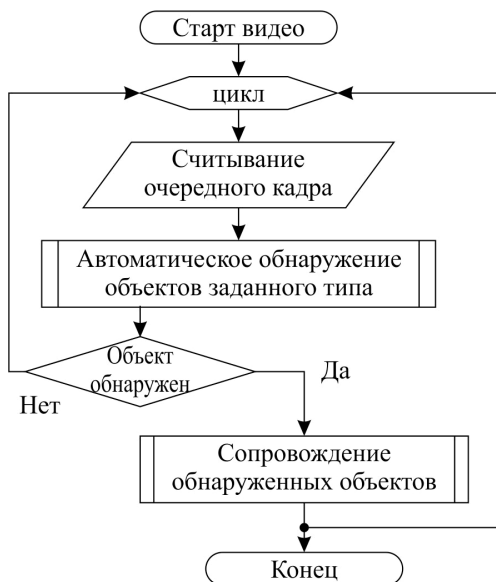 Старт видео
цикл
Считывание
очередного кадра
Автоматическое обнаружение
объектов заданного типа
Объект
обнаружен
Нет
Да
Сопровождение
обнаруженных объектов
Конец